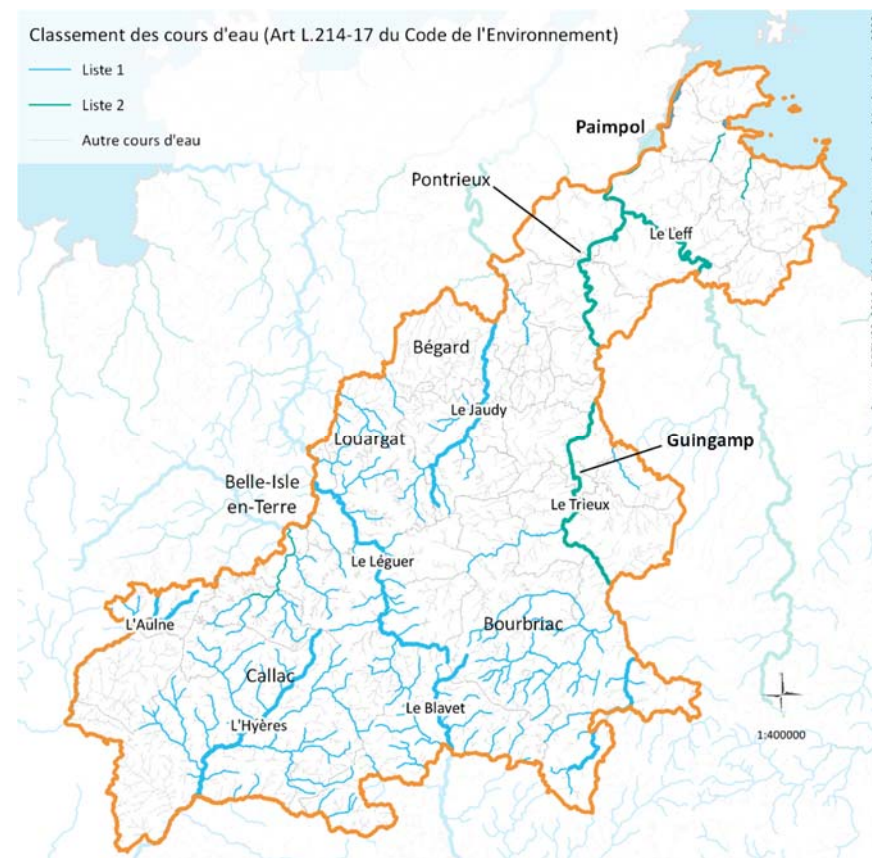 Classement des cours d'eau (Art L.214-17 du Code de l'Environnement)
Liste 1
Liste 2
Autre cours d'eau
Paimpol
Pontrieux
Le Leff
Bégard
Le Jaudy
Louargat
Guingamp
Belle-Isle
en-Terre
Le Trieux
Le Léguer
L'Aulne
Bourbriac
Callac
Le Blavet
L'Hyères
1:400000